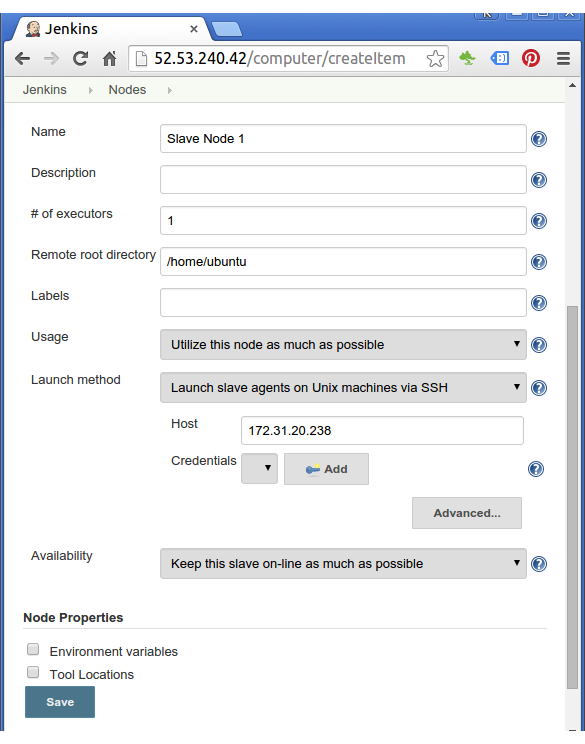 Jenkins
52.53.240.42/computer/createItem
Jenkins Nodes
Name Slave Node 1
Description
# of executors 1
Remote root directory /home/ubuntu
Labels
Usage Utilize this node as much as possible
Launch method Launch slave agents on Unix machines via SSH
Host 172.31.20.238
Credentials Add
Advanced...
Availability Keep this slave on-line as much as possible
Node Properties
Environment variables
Tool Locations
Save